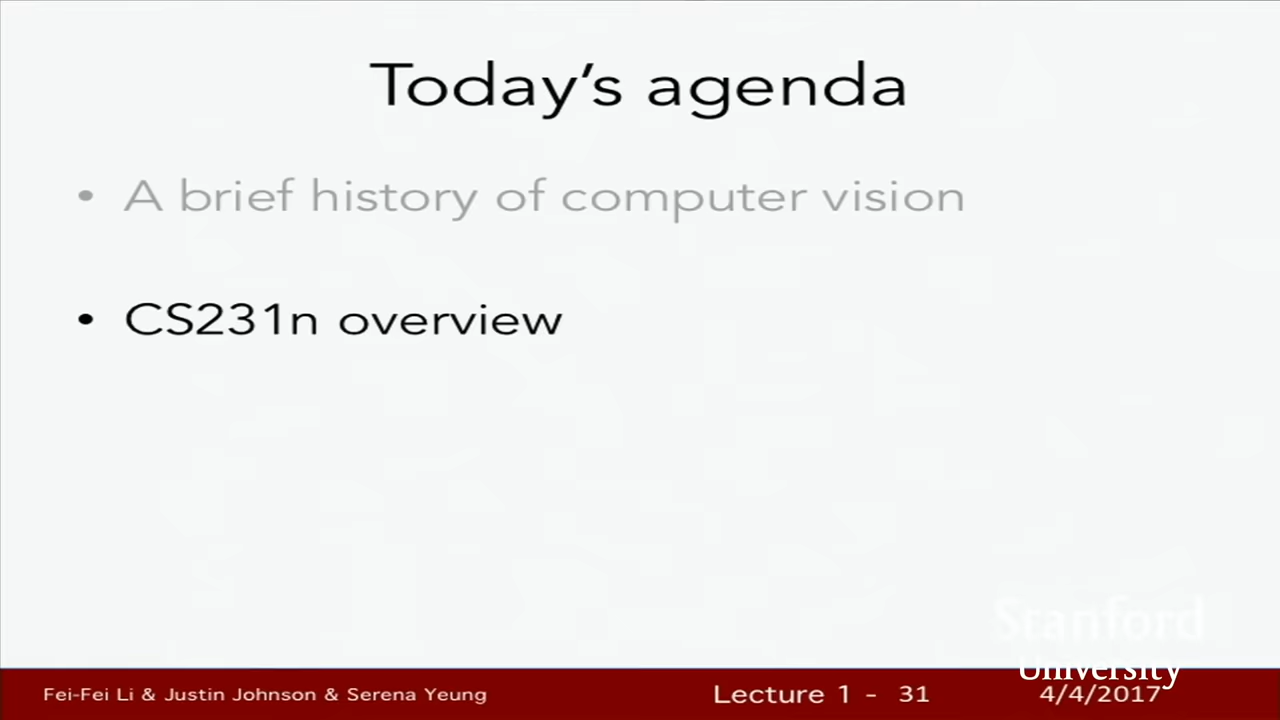 Today's agenda
• A brief history of computer vision
• CS231n overview
Stanford
University
Fei-Fei Li & Justin Johnson & Serena Yeung
Lecture 1 - 31
4/4/2017